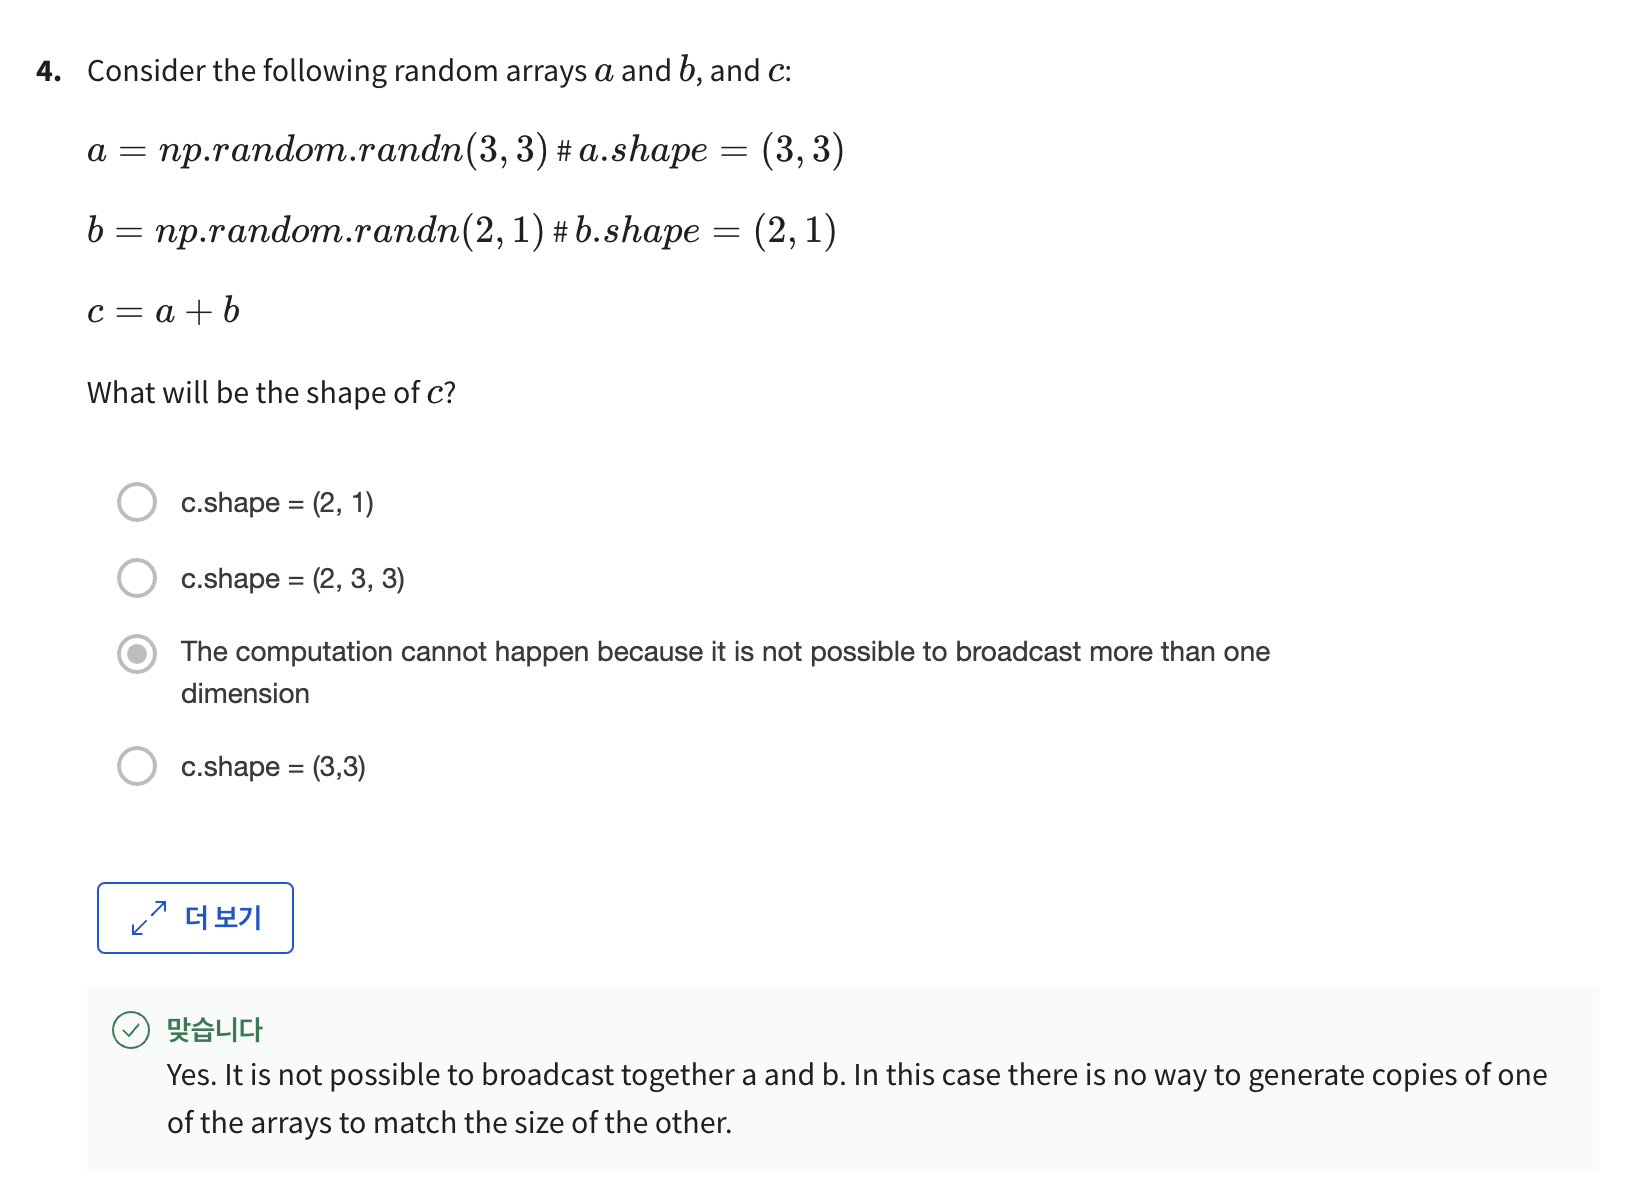 4. Consider the following random arrays a and b, and c:
a = np.random.randn(3, 3) # a.shape = (3, 3)
b = np.random.randn(2, 1) # b.shape = (2, 1)
c = a + b
What will be the shape of c?
c.shape = (2, 1)
c.shape = (2, 3, 3)
The computation cannot happen because it is not possible to broadcast more than one
dimension
c.shape = (3,3)
더 보기
맞습니다
Yes. It is not possible to broadcast together a and b. In this case there is no way to generate copies of one
of the arrays to match the size of the other.